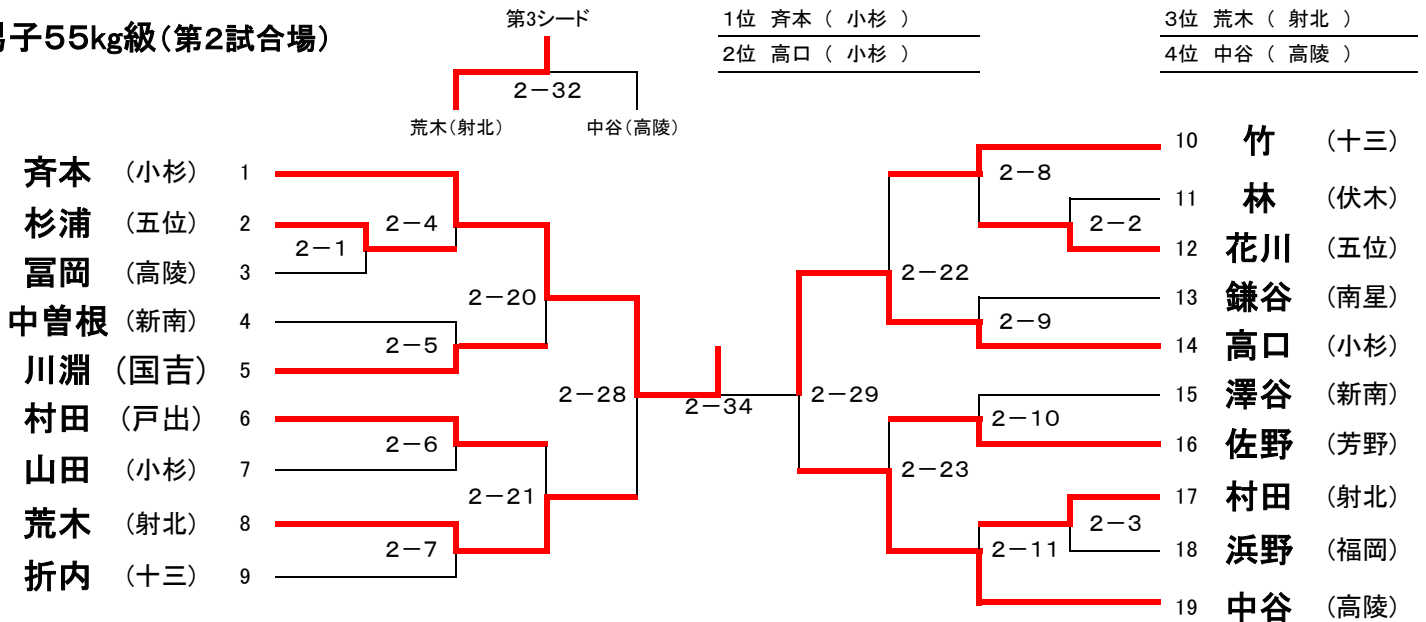 男子55kg級(第2試合場)
第3シード
2－32
荒木(射北)
中谷(高陵)
1位 斉本 ( 小杉 )
2位 高口 ( 小杉 )
3位 荒木 ( 射北 )
4位 中谷 ( 高陵 )
斉本 (小杉) 1
杉浦 (五位) 2
冨岡 (高陵) 3
中曽根 (新南) 4
川淵 (国吉) 5
村田 (戸出) 6
山田 (小杉) 7
荒木 (射北) 8
折内 (十三) 9
2－1
2－4
2－5
2－6
2－7
2－20
2－21
2－28
2－34
2－29
2－22
2－23
2－8
2－2
2－9
2－10
2－3
2－11
10 竹 (十三)
11 林 (伏木)
12 花川 (五位)
13 鎌谷 (南星)
14 高口 (小杉)
15 澤谷 (新南)
16 佐野 (芳野)
17 村田 (射北)
18 浜野 (福岡)
19 中谷 (高陵)